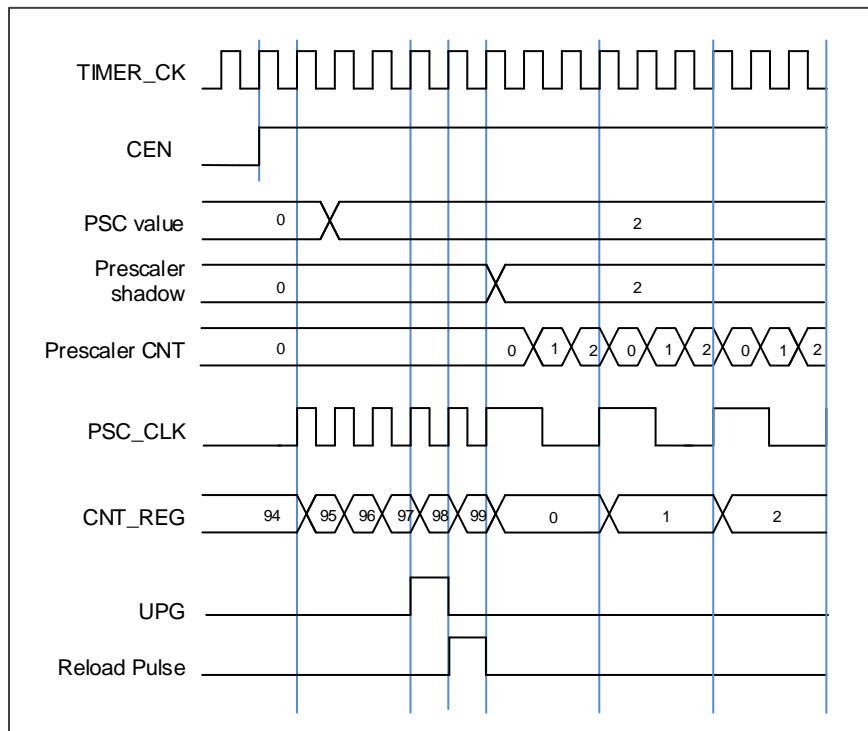 TIMER_CK
CEN
PSC value 0 2
Prescaler
shadow 0 2
Prescaler CNT 0 0 1 2 0 1 2 0 1 2
PSC_CLK
CNT_REG 94 95 96 97 98 99 0 1 2
UPG
Reload Pulse